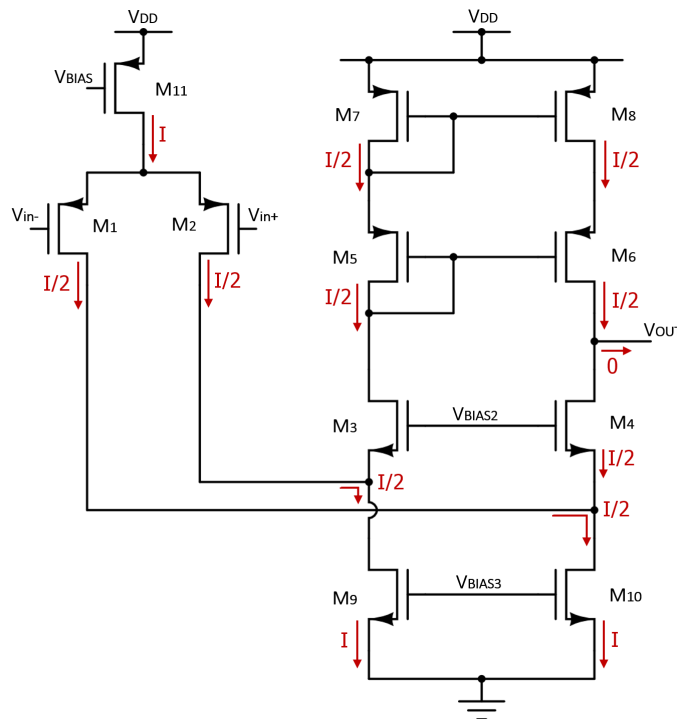 VDD
VDD
VBIAS
M11
I
M7
M8
I/2
I/2
Vin-
M1
M2
Vin+
M5
M6
I/2
I/2
I/2
I/2
VOUT
0
M3
VBIAS2
M4
I/2
I/2
I/2
M9
VBIAS3
M10
I
I